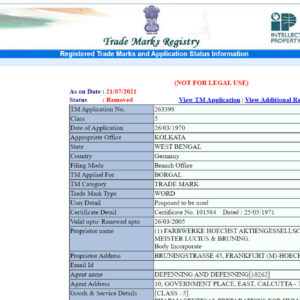 Trade Marks Registry
INTELLEC
PROPERTY
Registered Trade Marks and Application Status Information
(NOT FOR LEGAL USE)
As on Date : 21/07/2021
Status : Removed View TM Application | View Additional Re
TM Application No. 263398
Class 5
Date of Application 26/03/1970
Appropriate Office KOLKATA
State WEST BENGAL
Country Germany
Filing Mode Branch Office
TM Applied For BORGAL
TM Category TRADE MARK
Trade Mark Type WORD
User Detail Proposed to be used
Certificate Detail Certificate No. 101584 Dated : 25/05/1971
Valid upto/ Renewed upto 26/03/2005
Proprietor name (1) FARBWERKE HOECHST AKTIENGESELLSC
MEISTER LUCIUS & BRUNING.
Body Incorporate
Proprietor Address BRUNINGSTRASSE 45, FRANKFURT (M)-HOECH
Email Id
Agent name DEPENNING AND DEPENNING[10262]
Agent Address 10, GOVERNMENT PLACE, EAST, CALCUTTA - 7
Goods & Service Details [CLASS : 5]